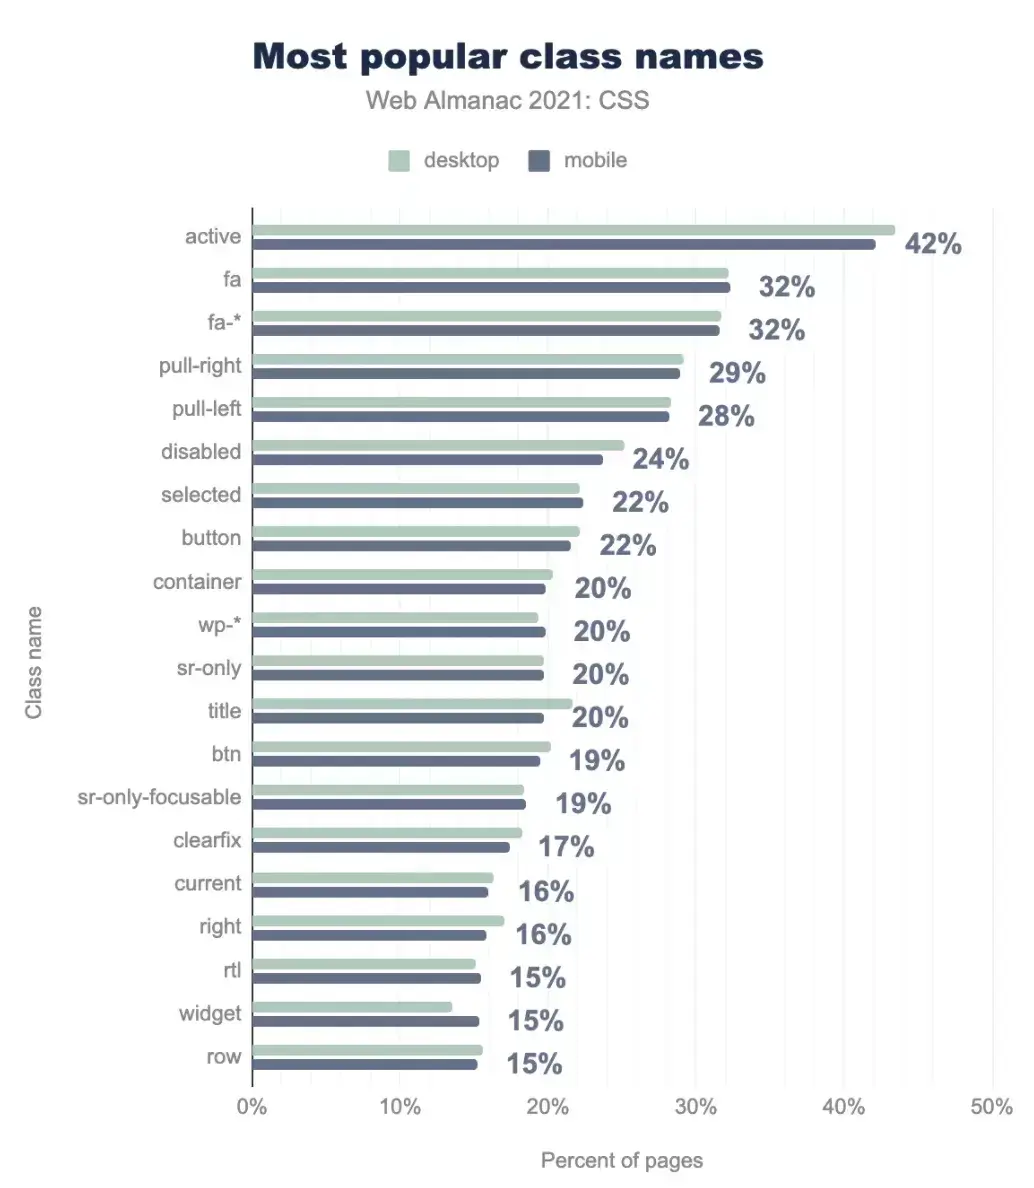 Most popular class names
Web Almanac 2021: CSS
desktop mobile
active 42%
fa 32%
fa-* 32%
pull-right 29%
pull-left 28%
disabled 24%
selected 22%
button 22%
container 20%
wp-* 20%
sr-only 20%
title 20%
btn 19%
sr-only-focusable 19%
clearfix 17%
current 16%
right 16%
rtl 15%
widget 15%
row 15%
Class name
0% 10% 20% 30% 40% 50%
Percent of pages